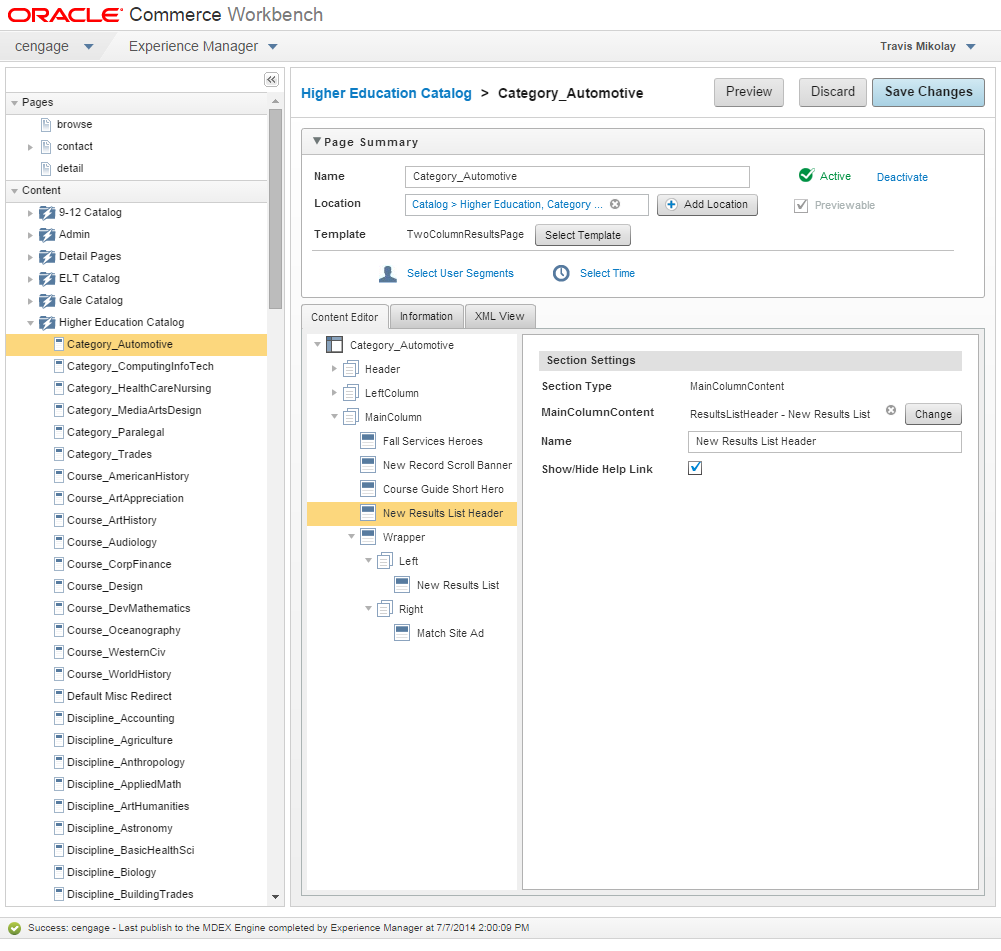 ORACLE Commerce Workbench
cengage Experience Manager Travis Mikolay
Pages
browse
contact
detail
Content
9-12 Catalog
Admin
Detail Pages
ELT Catalog
Gale Catalog
Higher Education Catalog
Category_Automotive
Category_ComputingInfoTech
Category_HealthCareNursing
Category_MediaArtsDesign
Category_Paralegal
Category_Trades
Course_AmericanHistory
Course_ArtAppreciation
Course_ArtHistory
Course_Audiology
Course_CorpFinance
Course_Design
Course_DevMathematics
Course_Oceanography
Course_WesternCiv
Course_WorldHistory
Default Misc Redirect
Discipline_Accounting
Discipline_Agriculture
Discipline_Anthropology
Discipline_AppliedMath
Discipline_ArtHumanities
Discipline_Astronomy
Discipline_BasicHealthSci
Discipline_Biology
Discipline_BuildingTrades
Higher Education Catalog > Category_Automotive
Preview Discard Save Changes
Page Summary
Name Category_Automotive Active Deactivate
Location Catalog > Higher Education, Category ... Add Location Previewable
Template TwoColumnResultsPage Select Template
Select User Segments Select Time
Content Editor Information XML View
Category_Automotive
Header
LeftColumn
MainColumn
Fall Services Heroes
New Record Scroll Banner
Course Guide Short Hero
New Results List Header
Wrapper
Left
New Results List
Right
Match Site Ad
Section Settings
Section Type MainColumnContent
MainColumnContent ResultsListHeader - New Results List Change
Name New Results List Header
Show/Hide Help Link
Success: cengage - Last publish to the MDEX Engine completed by Experience Manager at 7/7/2014 2:00:09 PM